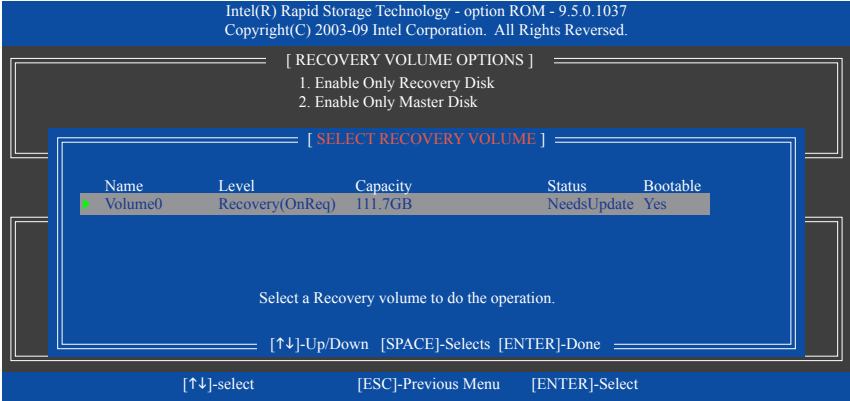 Intel(R) Rapid Storage Technology - option ROM - 9.5.0.1037
Copyright(C) 2003-09 Intel Corporation.  All Rights Reversed.
[ RECOVERY VOLUME OPTIONS ]
1. Enable Only Recovery Disk
2. Enable Only Master Disk
[ SELECT RECOVERY VOLUME ]
Name Level Capacity Status Bootable
Volume0 Recovery(OnReq) 111.7GB NeedsUpdate Yes
Select a Recovery volume to do the operation.
[↑↓]-Up/Down [SPACE]-Selects [ENTER]-Done
[↑↓]-select [ESC]-Previous Menu [ENTER]-Select